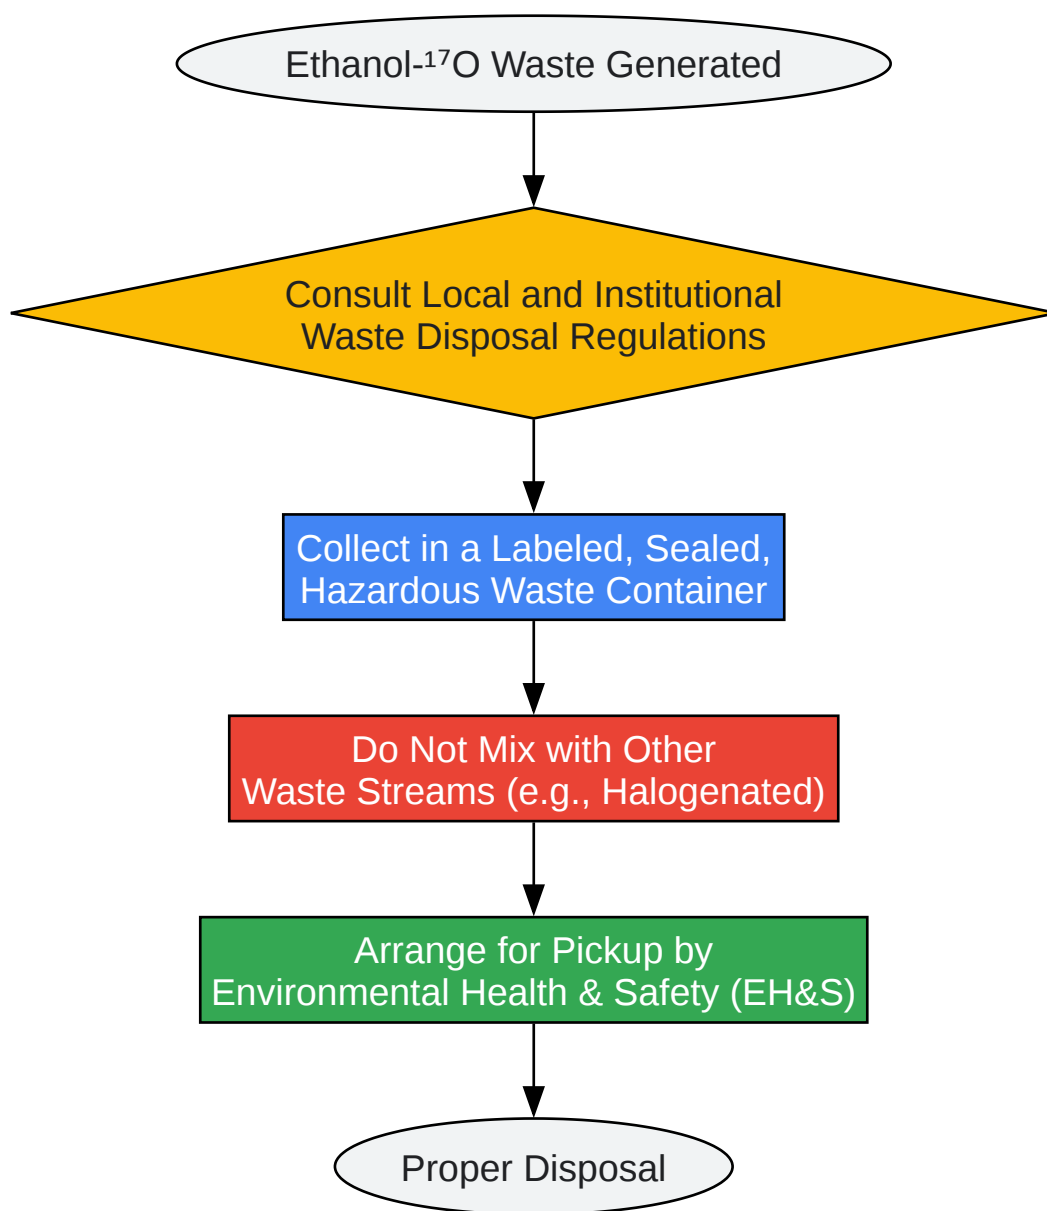 Ethanol-¹⁷O Waste Generated
Consult Local and Institutional
Waste Disposal Regulations
Collect in a Labeled, Sealed,
Hazardous Waste Container
Do Not Mix with Other
Waste Streams (e.g., Halogenated)
Arrange for Pickup by
Environmental Health & Safety (EH&S)
Proper Disposal